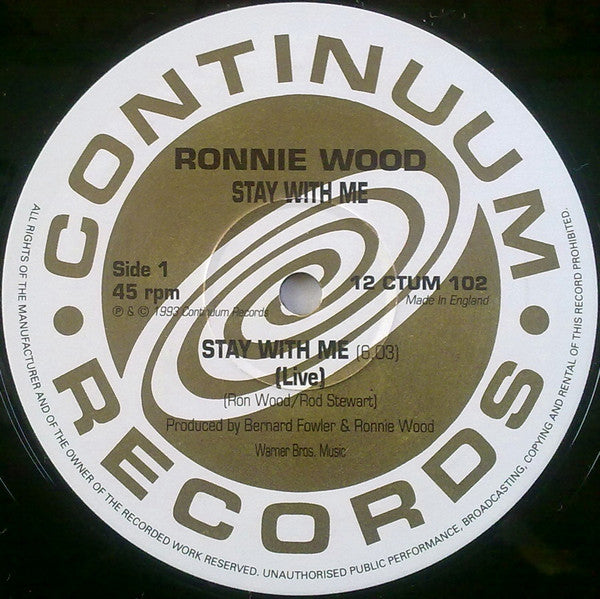 CONTINUUM
RONNIE WOOD
STAY WITH ME
Side 1
45 rpm
℗ & © 1993 Continuum Records
12 CTUM 102
Made in England
STAY WITH ME (6.03)
(Live)
(Ron Wood/Rod Stewart)
Produced by Bernard Fowler & Ronnie Wood
Warner Bros. Music
• RECORDS •
ALL RIGHTS OF THE MANUFACTURER AND OF THE OWNER OF THE RECORDED WORK RESERVED. UNAUTHORISED PUBLIC PERFORMANCE, BROADCASTING, COPYING AND RENTAL OF THIS RECORD PROHIBITED.